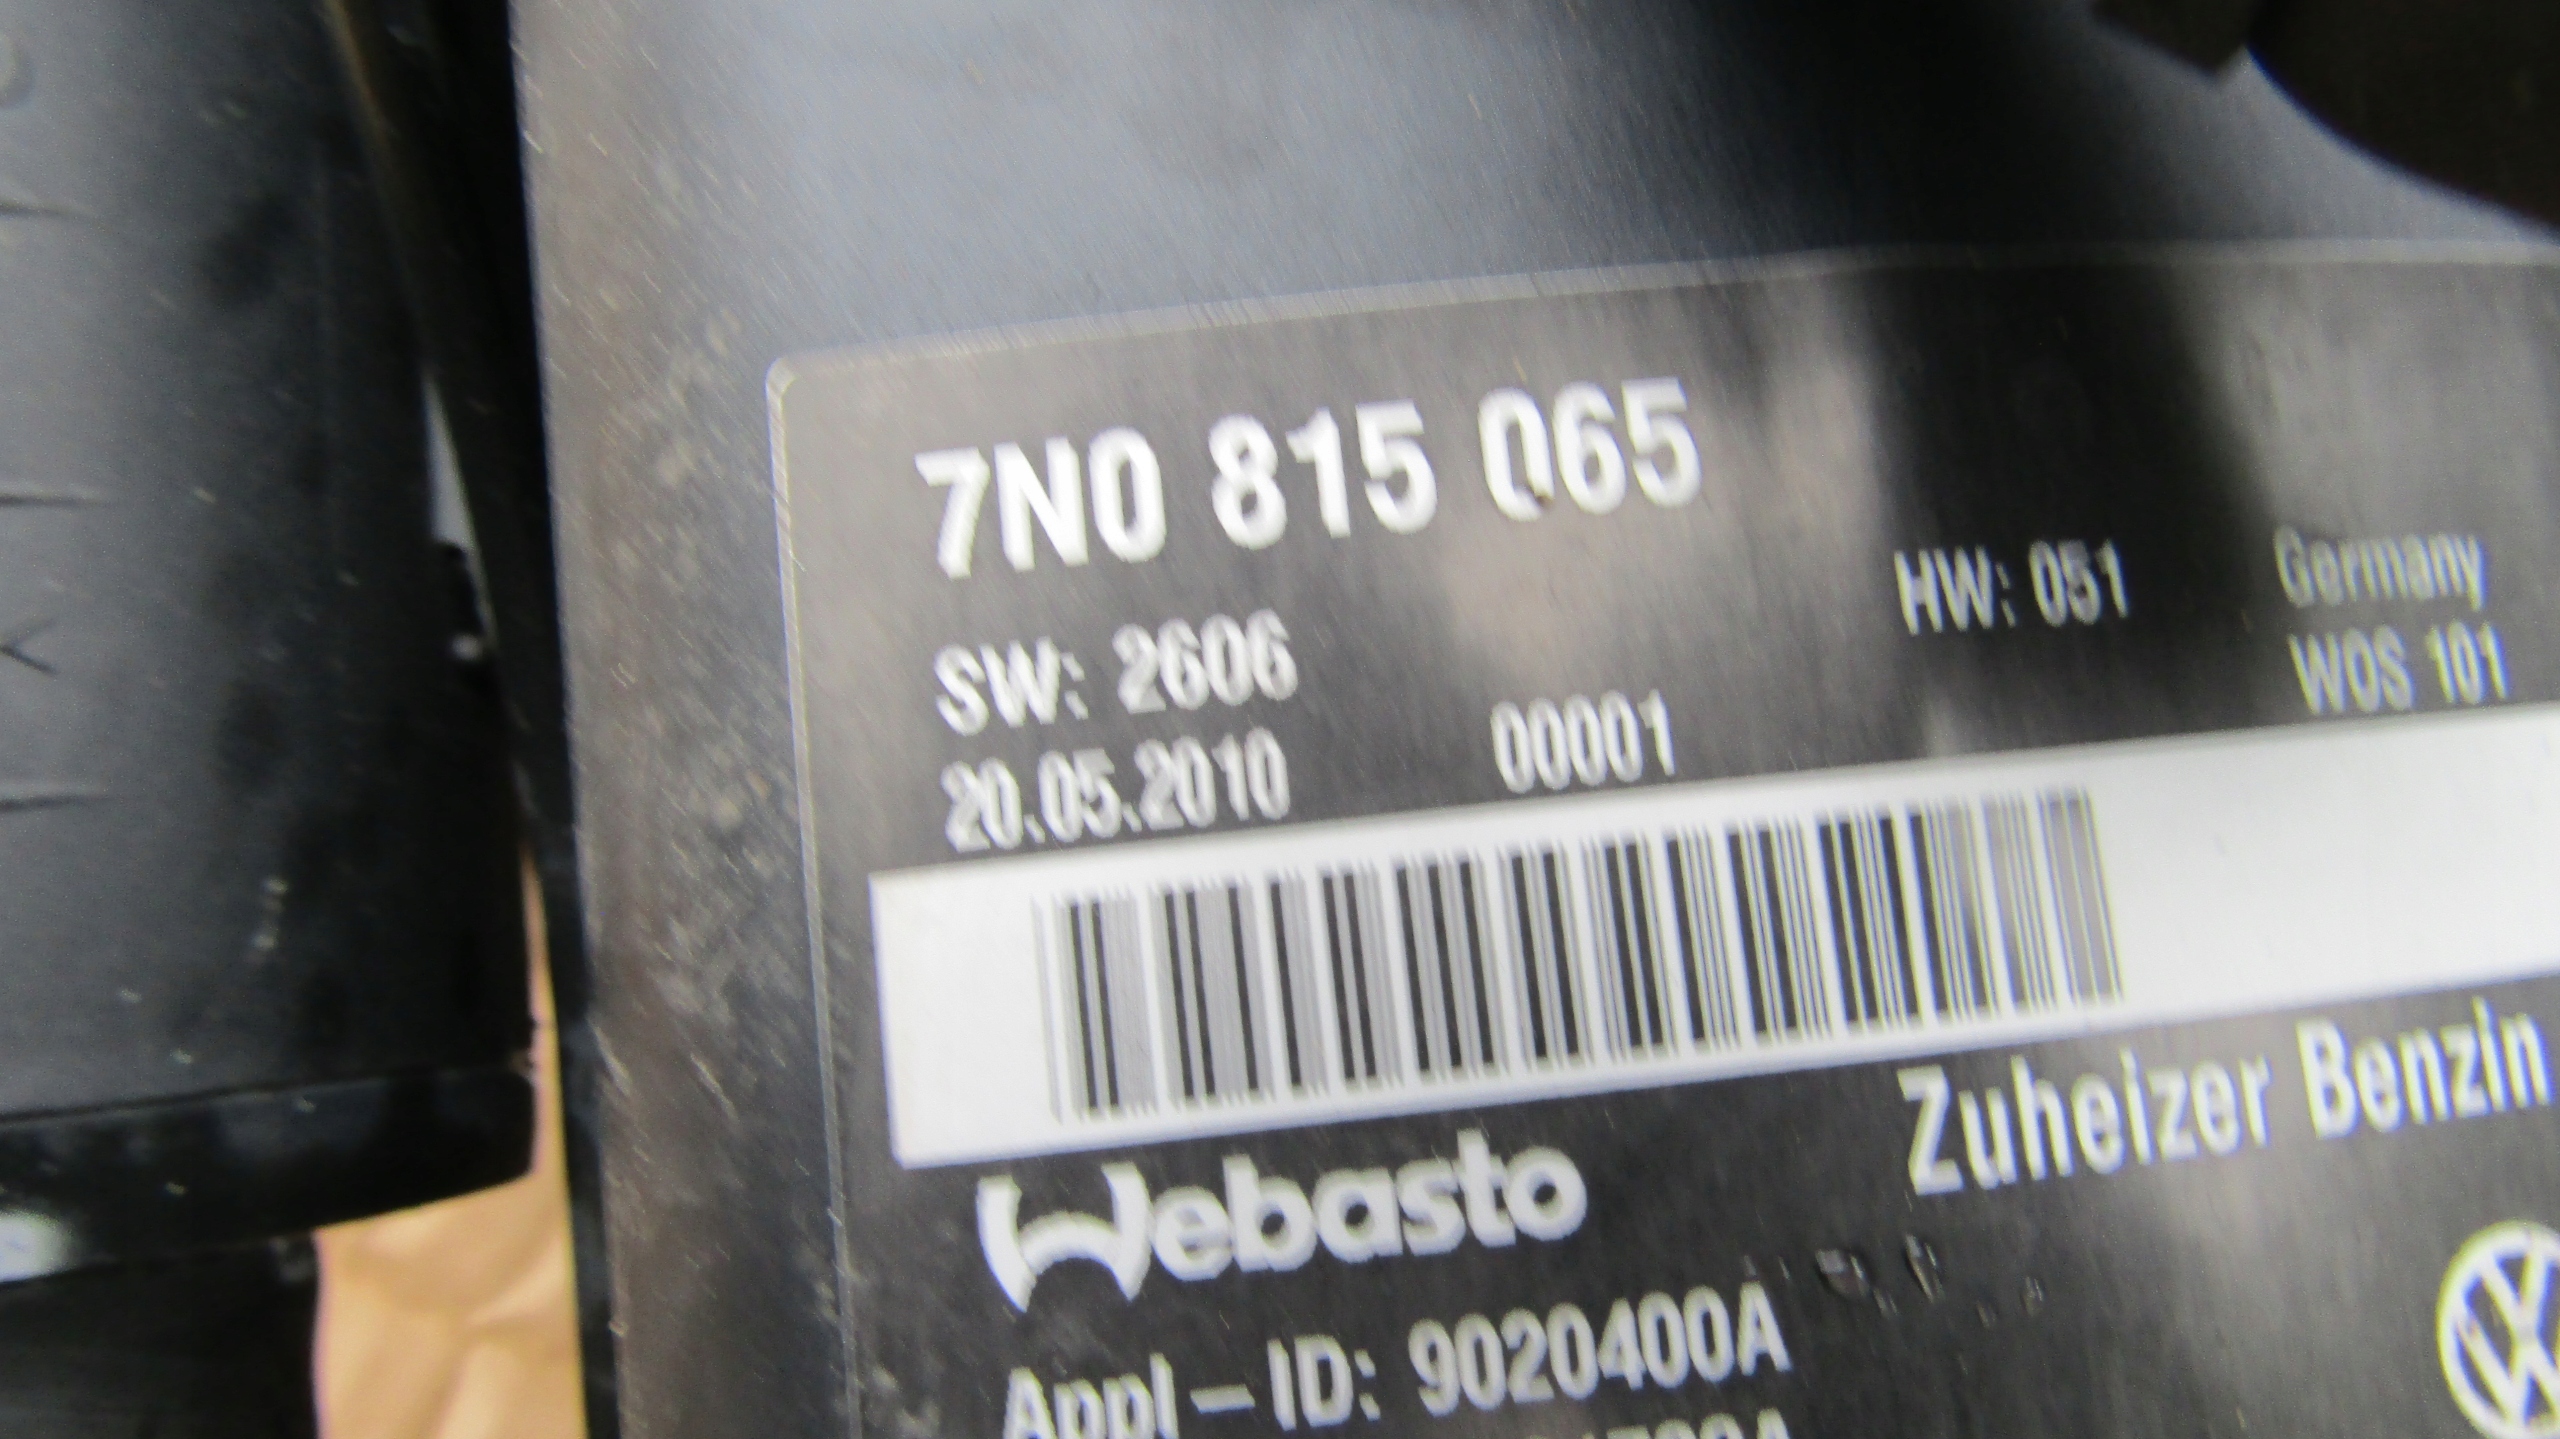 7N0 815 065
HW: 051
Germany
SW: 2606
WOS 101
20.05.2010 00001
Zuheizer Benzin
Webasto
Appl – ID: 9020400A